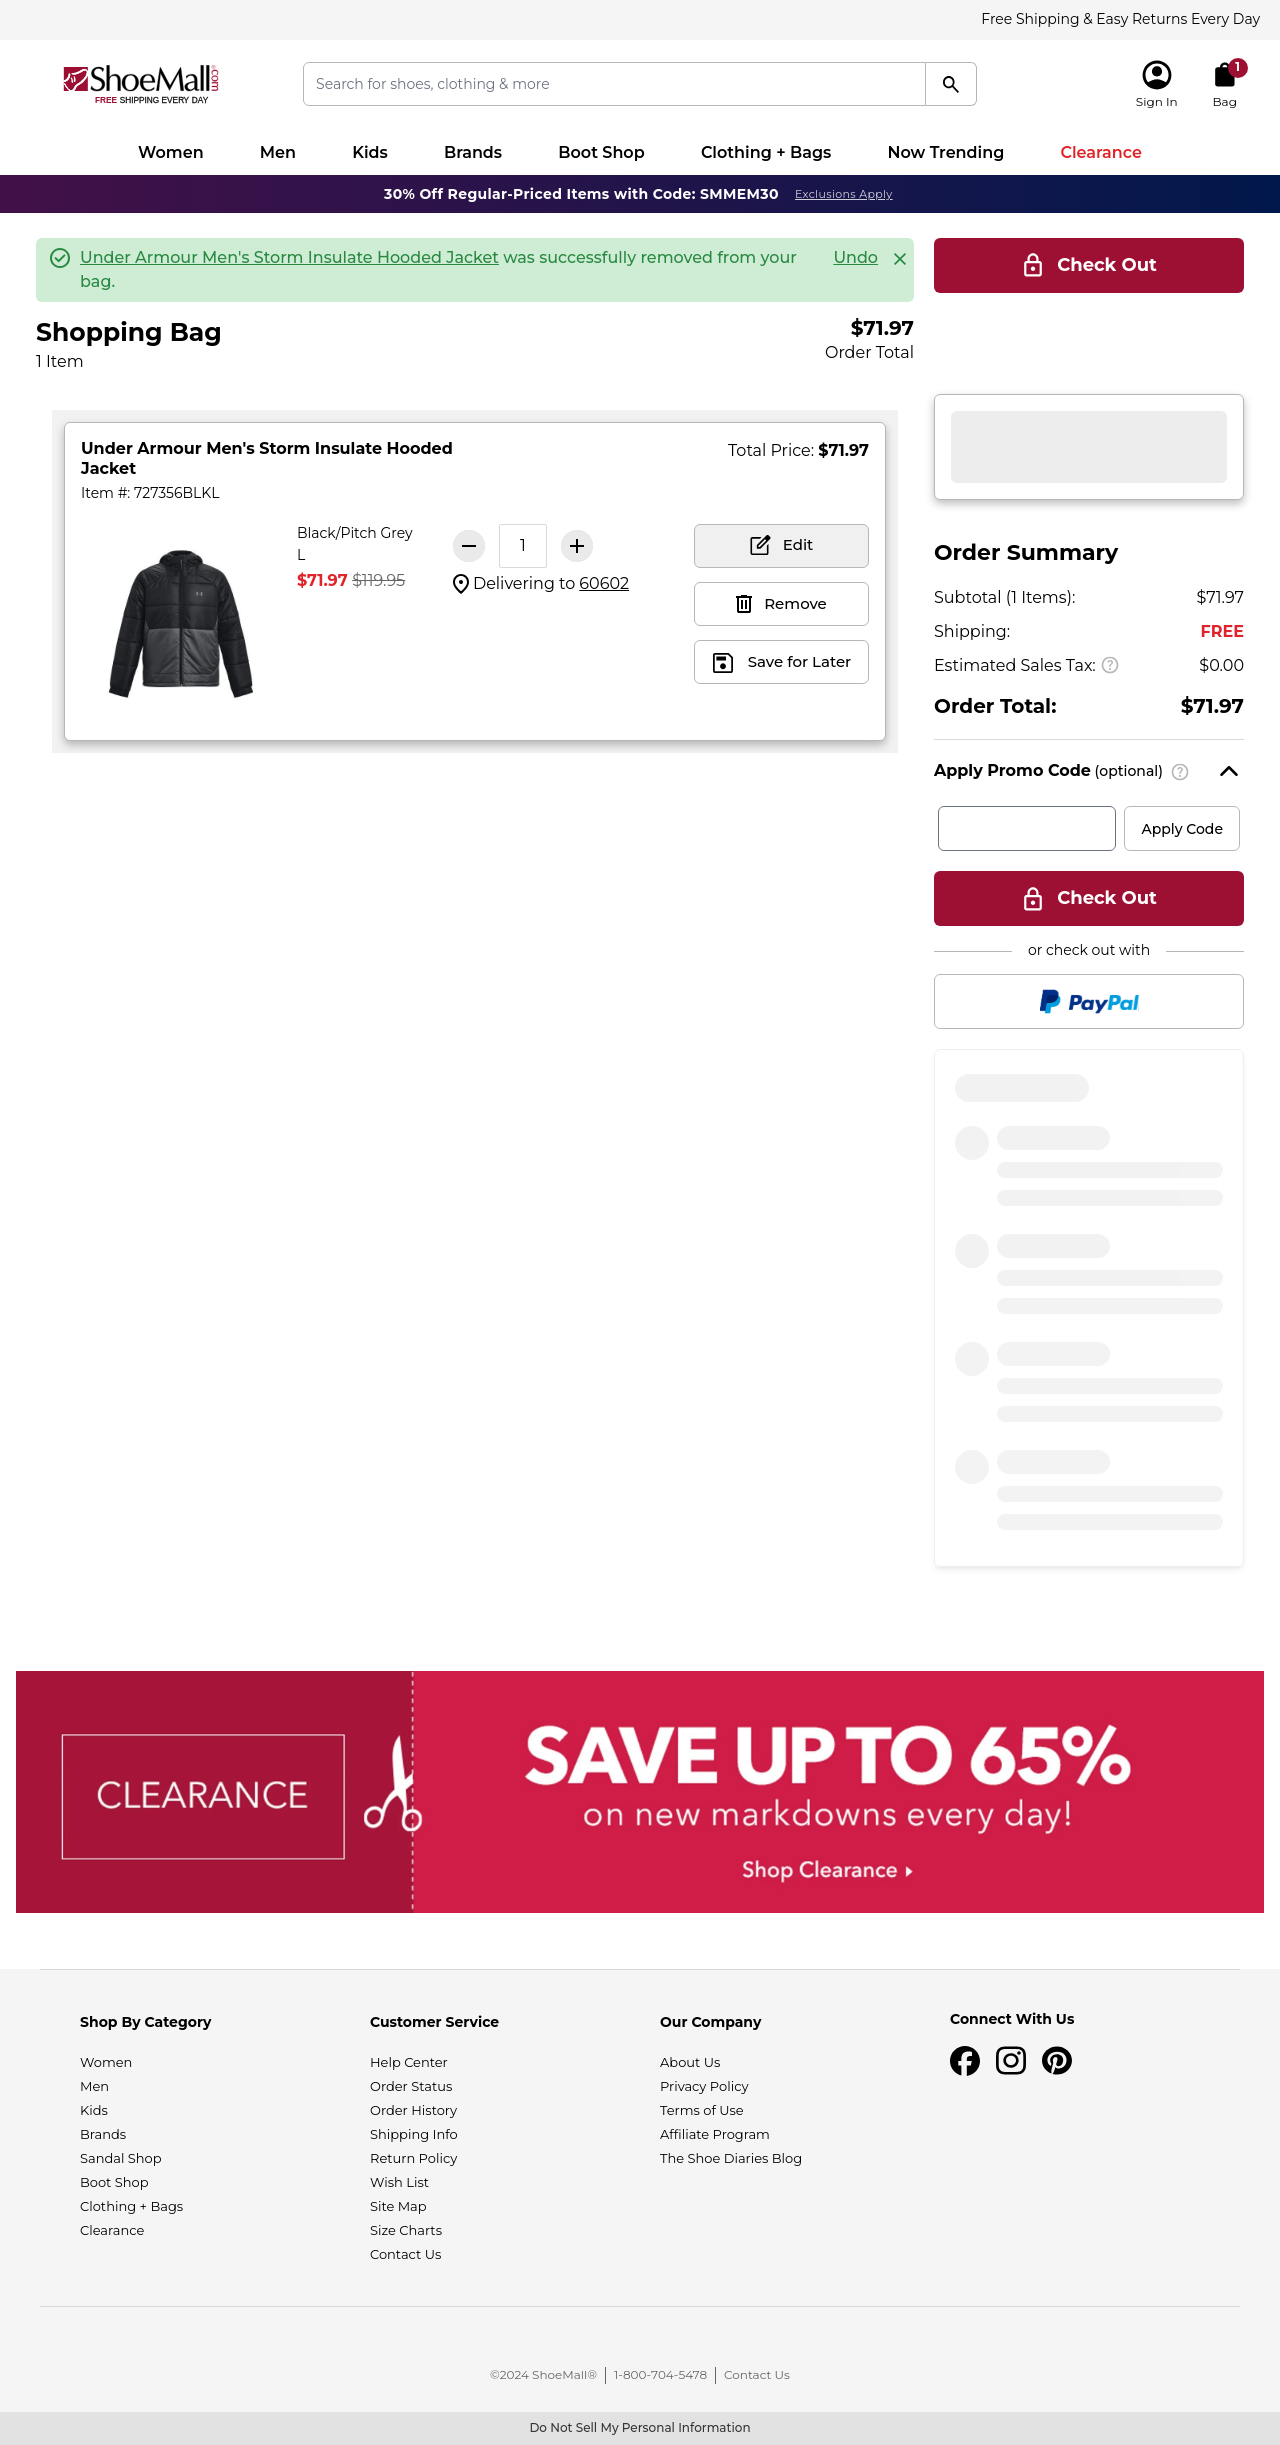 Free Shipping & Easy Returns Every Day
ShoeMall.com
FREE SHIPPING EVERY DAY
Search for shoes, clothing & more
Sign In
1
Bag
Women Men Kids Brands Boot Shop Clothing + Bags Now Trending Clearance
30% Off Regular-Priced Items with Code: SMMEM30 Exclusions Apply
Under Armour Men's Storm Insulate Hooded Jacket was successfully removed from your
bag.
Undo
Check Out
Shopping Bag
1 Item
$71.97
Order Total
Under Armour Men's Storm Insulate Hooded
Jacket
Item #: 727356BLKL
Total Price: $71.97
Black/Pitch Grey
L
$71.97 $119.95
1
Delivering to 60602
Edit
Remove
Save for Later
Order Summary
Subtotal (1 Items): $71.97
Shipping: FREE
Estimated Sales Tax: ? $0.00
Order Total: $71.97
Apply Promo Code (optional) ?
Apply Code
Check Out
or check out with
PayPal
CLEARANCE
SAVE UP TO 65%
on new markdowns every day!
Shop Clearance
Shop By Category
Women
Men
Kids
Brands
Sandal Shop
Boot Shop
Clothing + Bags
Clearance
Customer Service
Help Center
Order Status
Order History
Shipping Info
Return Policy
Wish List
Site Map
Size Charts
Contact Us
Our Company
About Us
Privacy Policy
Terms of Use
Affiliate Program
The Shoe Diaries Blog
Connect With Us
©2024 ShoeMall® 1-800-704-5478 Contact Us
Do Not Sell My Personal Information